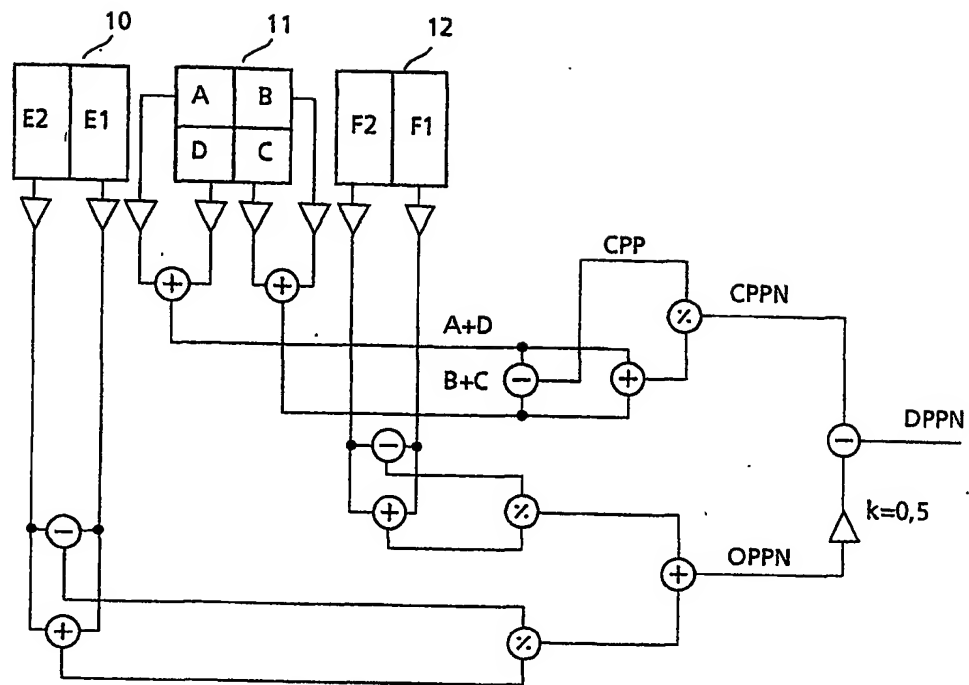 10 11 12
E2 E1 A B F2 F1
D C
+ +
CPP
% CPPN
A+D
− +
B+C
DPPN
−
− 
+ % k=0,5
−
+ OPPN
+ %